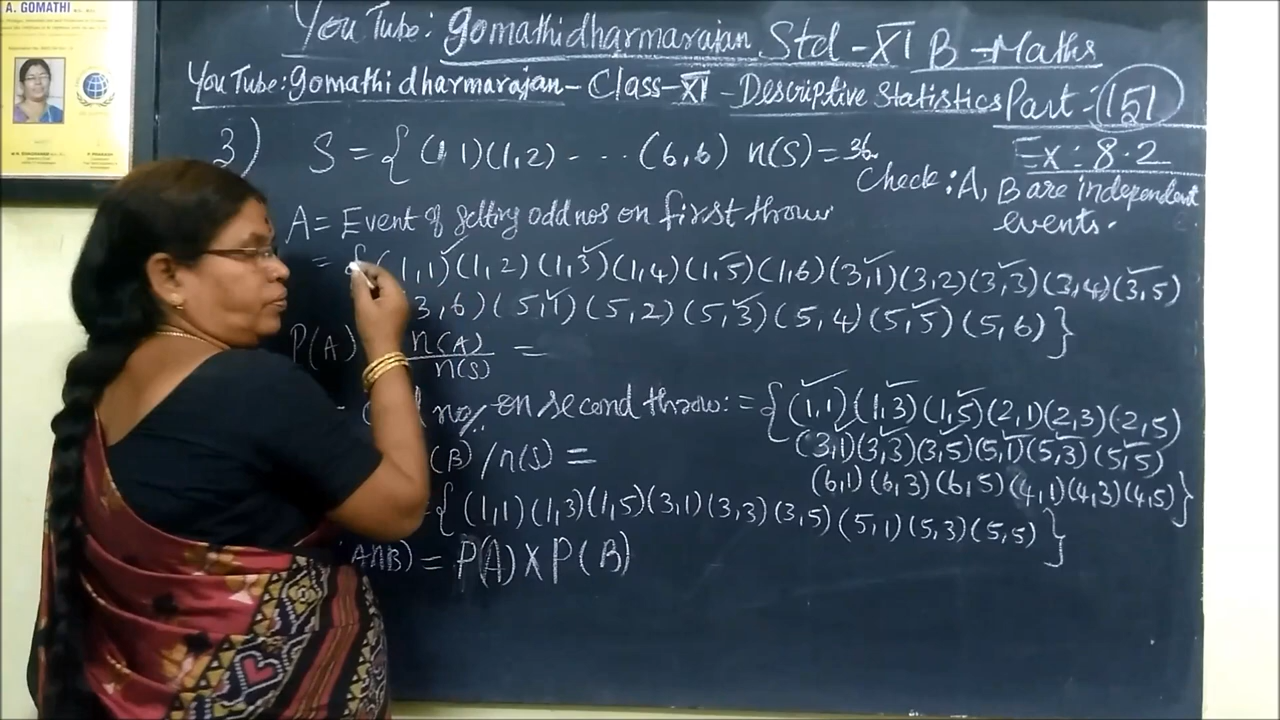 A. GOMATHI
You Tube: gomathidharmarajan Std-XI B-Maths
You Tube: gomathidharmarajan- Class-XI - Descriptive Statistics Part: 151
3) S = { (1,1)(1,2) - ... (6,6) n(S) = 36.
Ex: 8.2
Check: A, B are independent events.
A = Event of getting odd nos on first throw
= { (1,1)(1,2)(1,3)(1,4)(1,5)(1,6)(3,1)(3,2)(3,3)(3,4)(3,5)
3,6)(5,1)(5,2)(5,3)(5,4)(5,5)(5,6)}
P(A) n(A)/n(S) =
no/. on second throw: = {(1,1)(1,3)(1,5)(2,1)(2,3)(2,5)
(3,1)(3,3)(3,5)(5,1)(5,3)(5,5)
(B)/n(S) =
(6,1)(6,3)(6,5)(4,1)(4,3)(4,5)}
= {(1,1)(1,3)(1,5)(3,1)(3,3)(3,5)(5,1)(5,3)(5,5)}
A∩B) = P(A) X P(B)